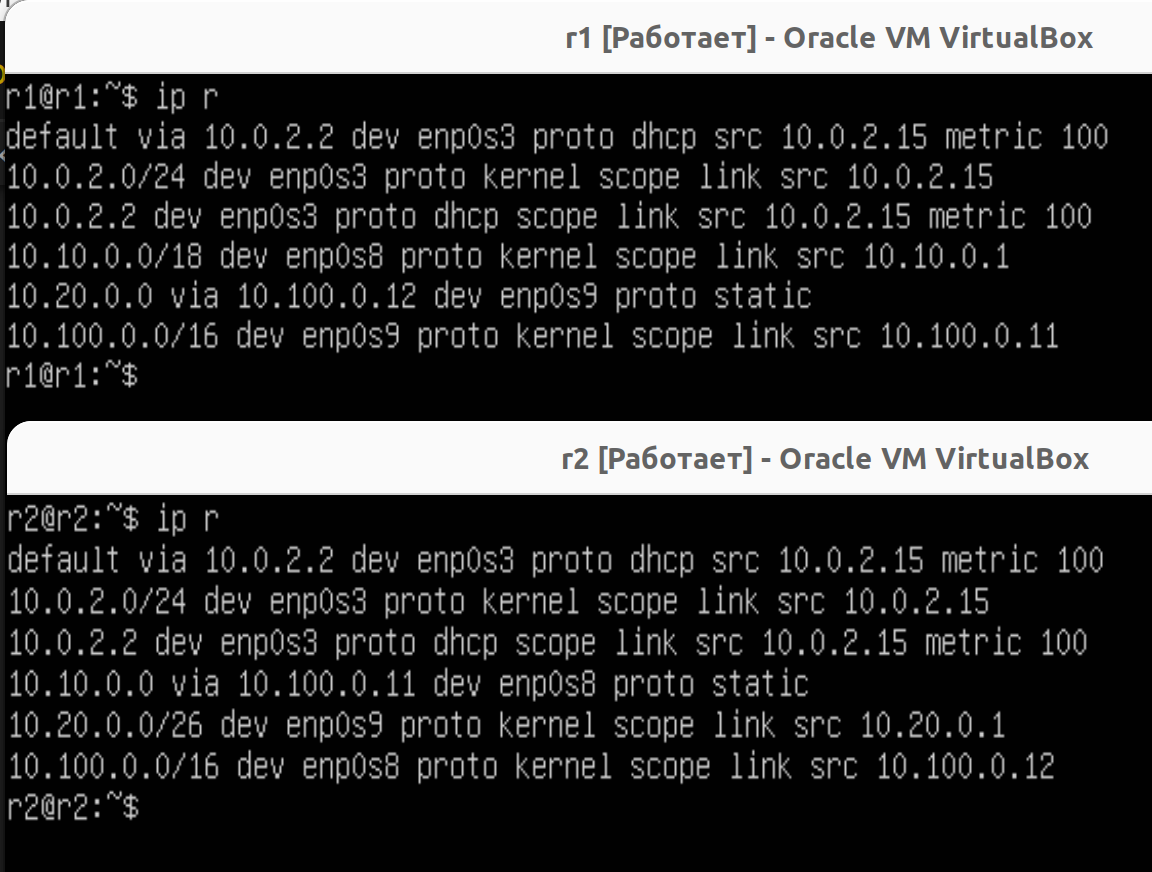 r1 [Работает] - Oracle VM VirtualBox
r1@r1:~$ ip r
default via 10.0.2.2 dev enp0s3 proto dhcp src 10.0.2.15 metric 100
10.0.2.0/24 dev enp0s3 proto kernel scope link src 10.0.2.15
10.0.2.2 dev enp0s3 proto dhcp scope link src 10.0.2.15 metric 100
10.10.0.0/18 dev enp0s8 proto kernel scope link src 10.10.0.1
10.20.0.0 via 10.100.0.12 dev enp0s9 proto static
10.100.0.0/16 dev enp0s9 proto kernel scope link src 10.100.0.11
r1@r1:~$
r2 [Работает] - Oracle VM VirtualBox
r2@r2:~$ ip r
default via 10.0.2.2 dev enp0s3 proto dhcp src 10.0.2.15 metric 100
10.0.2.0/24 dev enp0s3 proto kernel scope link src 10.0.2.15
10.0.2.2 dev enp0s3 proto dhcp scope link src 10.0.2.15 metric 100
10.10.0.0 via 10.100.0.11 dev enp0s8 proto static
10.20.0.0/26 dev enp0s9 proto kernel scope link src 10.20.0.1
10.100.0.0/16 dev enp0s8 proto kernel scope link src 10.100.0.12
r2@r2:~$